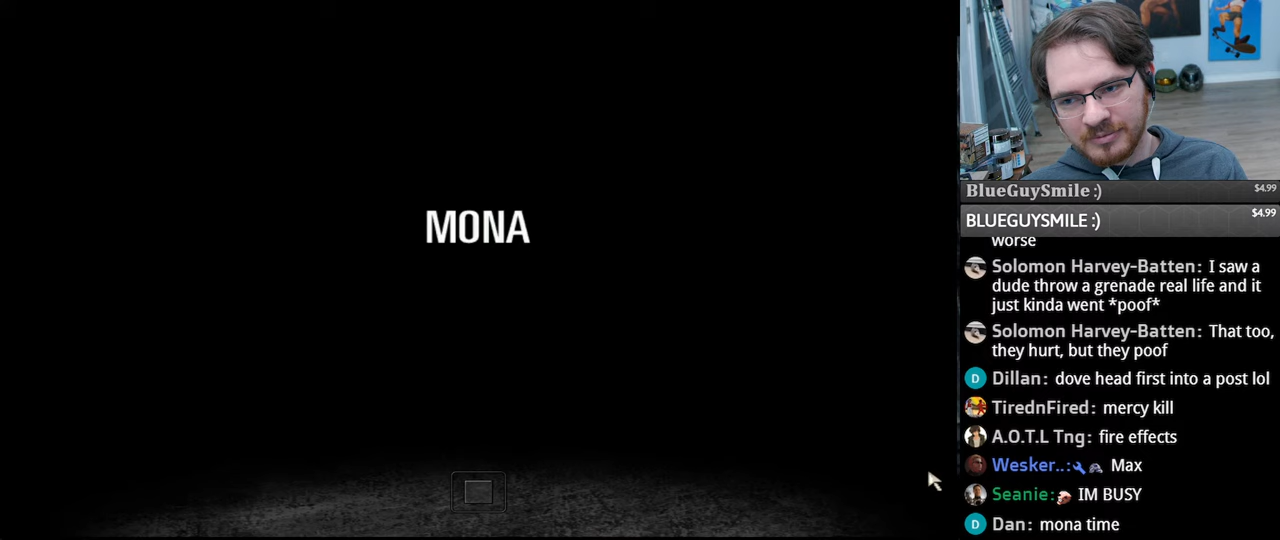 MONA
BlueGuySmile :)
$4.99
BLUEGUYSMILE :)
$4.99
worse
Solomon Harvey-Batten: I saw a
dude throw a grenade real life and it
just kinda went *poof*
Solomon Harvey-Batten: That too,
they hurt, but they poof
D Dillan: dove head first into a post lol
TirednFired: mercy kill
A.O.T.L Tng: fire effects
Wesker..: Max
Seanie: IM BUSY
D Dan: mona time